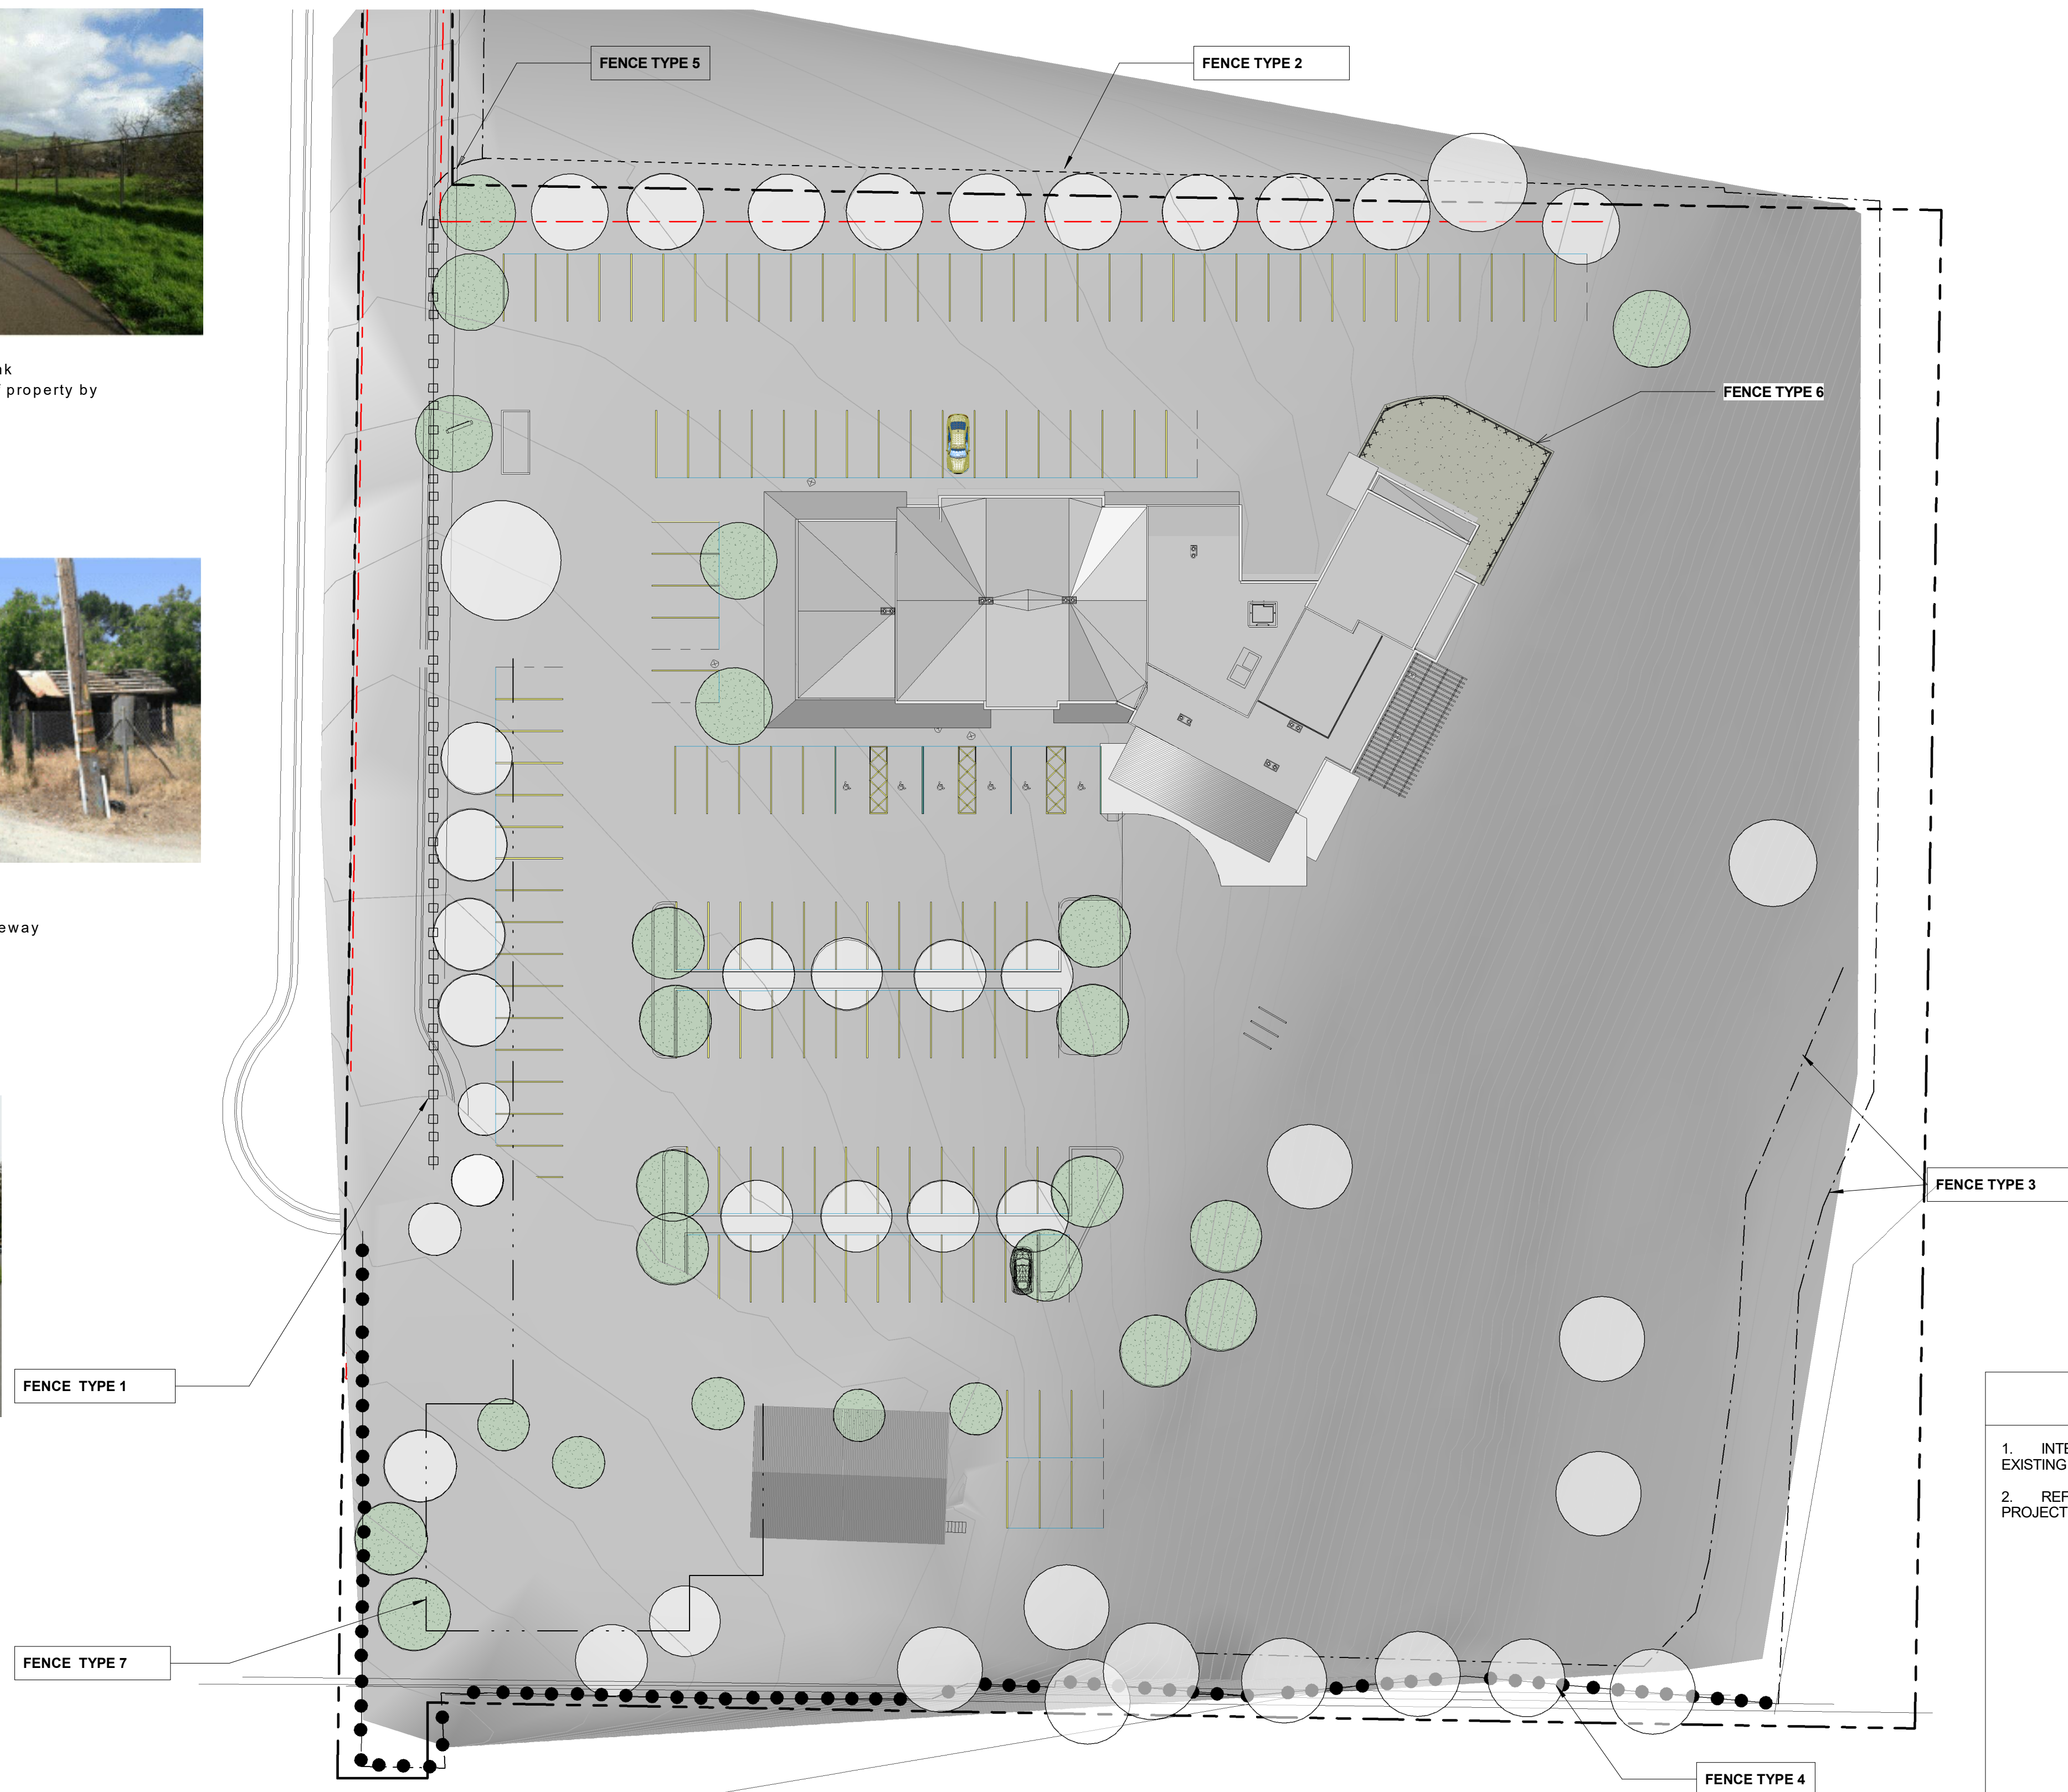 FENCE TYPE 5
FENCE TYPE 2
property by
FENCE TYPE 6
FENCE TYPE 3
FENCE TYPE 1
1. 
EXISTING
2. 
PROJECT
FENCE TYPE 7
FENCE TYPE 4